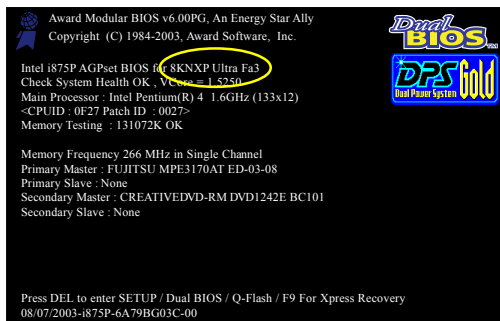 Award Modular BIOS v6.00PG, An Energy Star Ally
Copyright (C) 1984-2003, Award Software, Inc.
Dual
BIOS
Intel i875P AGPset BIOS for 8KNXP Ultra Fa3
Check System Health OK , VCore = 1.5250
Main Processor : Intel Pentium(R) 4 1.6GHz (133x12)
<CPUID : 0F27 Patch ID : 0027>
Memory Testing : 131072K OK
DPS Gold
Dual Power System
Memory Frequency 266 MHz in Single Channel
Primary Master : FUJITSU MPE3170AT ED-03-08
Primary Slave : None
Secondary Master : CREATIVEDVD-RM DVD1242E BC101
Secondary Slave : None
Press DEL to enter SETUP / Dual BIOS / Q-Flash / F9 For Xpress Recovery
08/07/2003-i875P-6A79BG03C-00